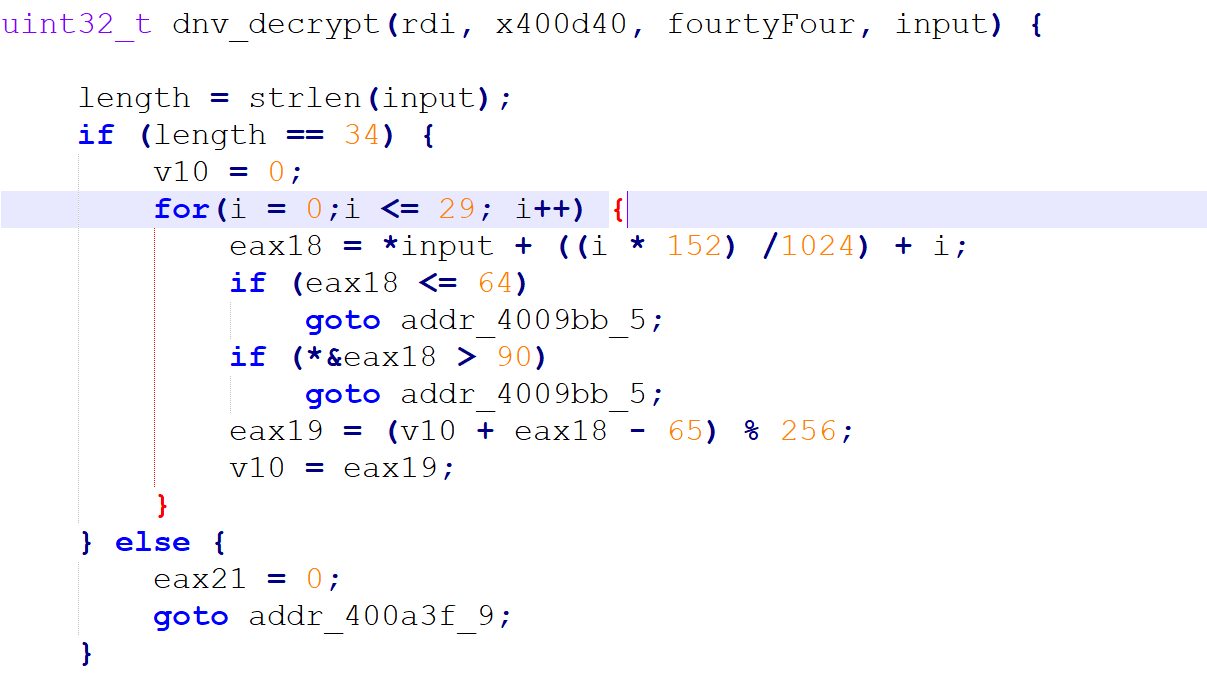 uint32_t dnv_decrypt(rdi, x400d40, fourtyFour, input) {
length = strlen(input);
if (length == 34) {
v10 = 0;
for(i = 0;i <= 29; i++) {
eax18 = *input + ((i * 152) /1024) + i;
if (eax18 <= 64)
goto addr_4009bb_5;
if (*&eax18 > 90)
goto addr_4009bb_5;
eax19 = (v10 + eax18 - 65) % 256;
v10 = eax19;
}
} else {
eax21 = 0;
goto addr_400a3f_9;
}